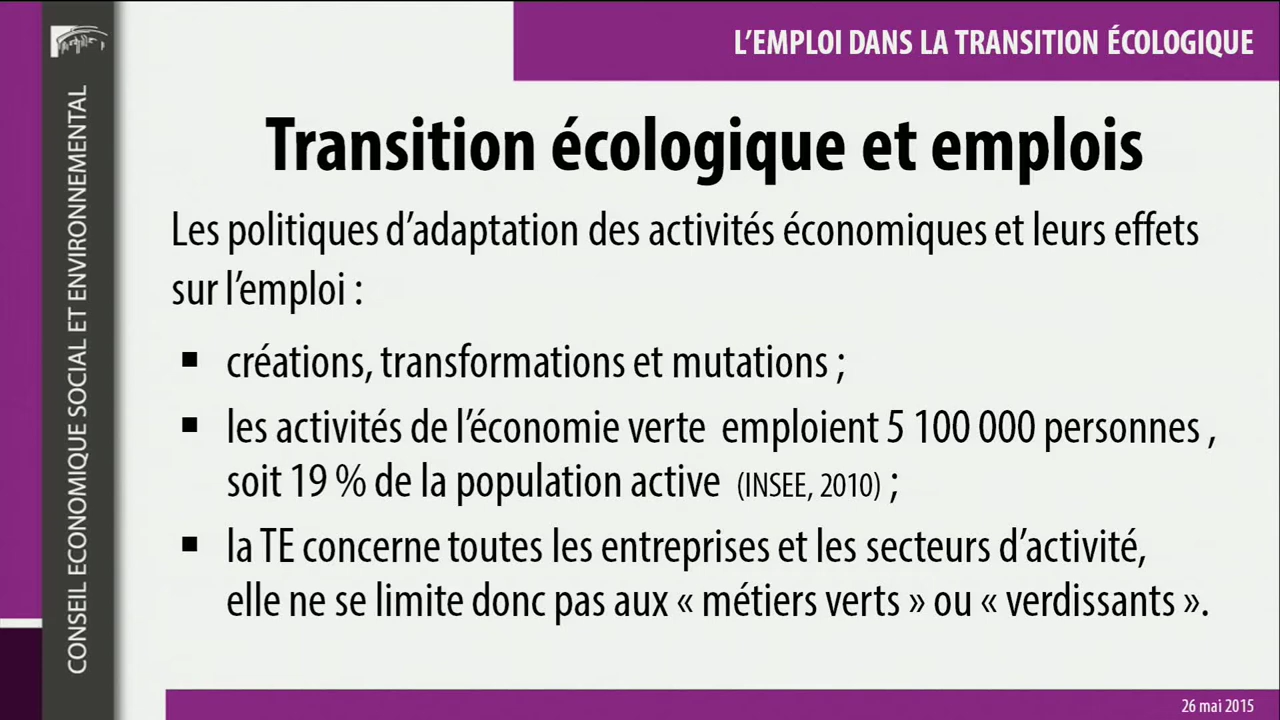 L’EMPLOI DANS LA TRANSITION ÉCOLOGIQUE
CONSEIL ECONOMIQUE SOCIAL ET ENVIRONNEMENTAL
Transition écologique et emplois
Les politiques d’adaptation des activités économiques et leurs effets
sur l’emploi :
▪ créations, transformations et mutations ;
▪ les activités de l’économie verte emploient 5 100 000 personnes ,
soit 19 % de la population active (INSEE, 2010) ;
▪ la TE concerne toutes les entreprises et les secteurs d’activité,
elle ne se limite donc pas aux « métiers verts » ou « verdissants ».
26 mai 2015